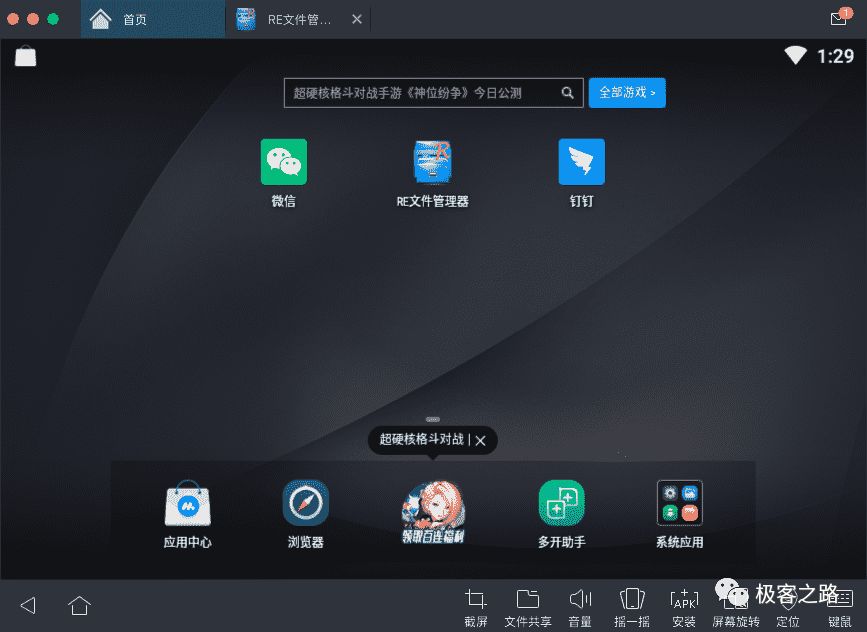 首页
RE文件管...
1
1:29
超硬核格斗对战手游《神位纷争》今日公测
全部游戏 >
微信
RE文件管理器
钉钉
超硬核格斗对战
应用中心
浏览器
领取百连福利
多开助手
系统应用
APK
极客之路
截屏
文件共享
音量
摇一摇
安装
屏幕旋转
定位
键鼠